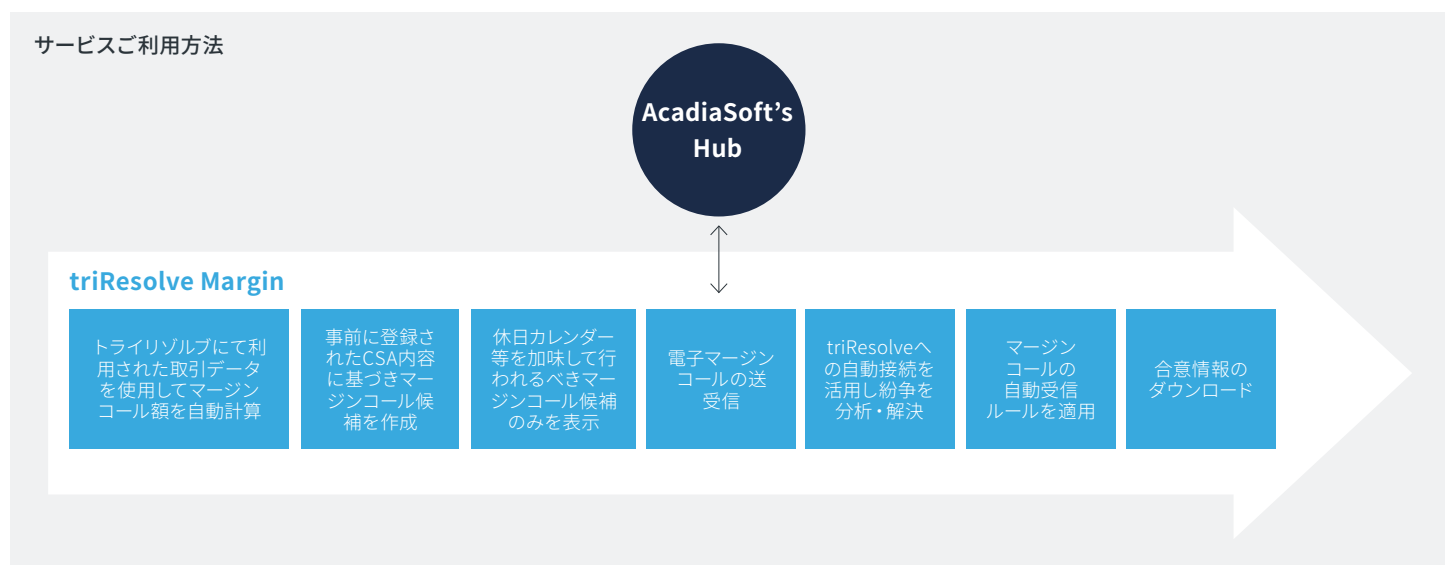 サービスご利用方法
AcadiaSoft’s
Hub
triResolve Margin
トライリゾルブにて利
用された取引データ
を使用してマージン
コール額を自動計算
事前に登録さ
れたCSA内容
に基づきマー
ジンコール候
補を作成
休日カレンダー
等を加味して行
われるべきマー
ジンコール候補
のみを表示
電子マージン
コールの送
受信
triResolveへ
の自動接続を
活用し紛争を
分析・解決
マージン
コールの
自動受信
ルールを適用
合意情報の
ダウンロード